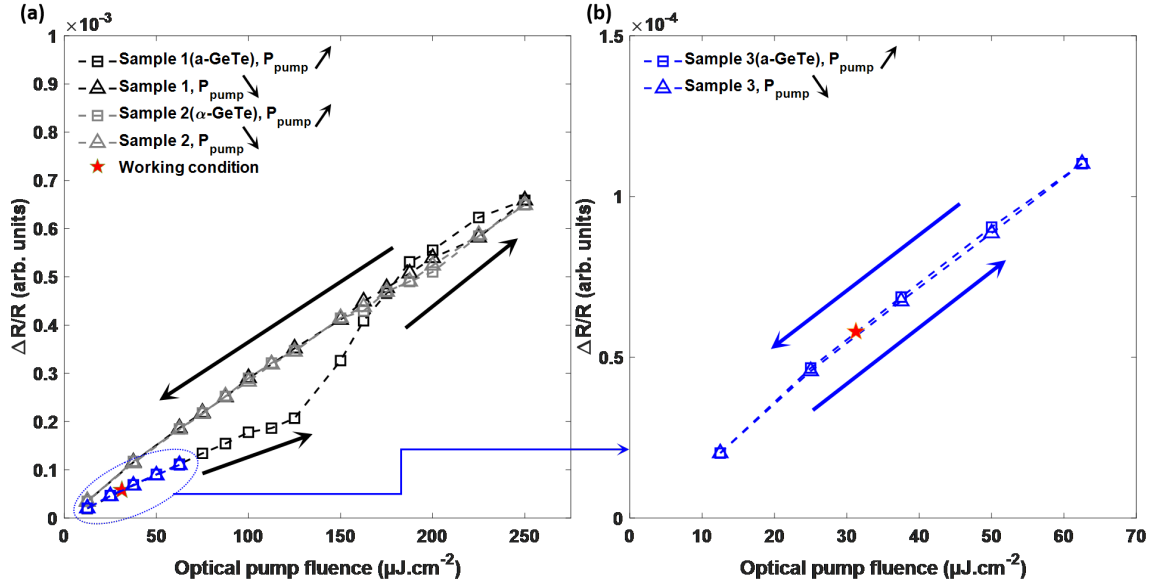 (a)
×10⁻³
1
0.9
0.8
0.7
0.6
0.5
0.4
0.3
0.2
0.1
0
ΔR/R (arb. units)
Sample 1(a-GeTe), Ppump
Sample 1, Ppump
Sample 2(α-GeTe), Ppump
Sample 2, Ppump
Working condition
0 50 100 150 200 250
Optical pump fluence (µJ.cm⁻²)
(b)
×10⁻⁴
1.5
1
0.5
0
ΔR/R (arb. units)
Sample 3(a-GeTe), Ppump
Sample 3, Ppump
0 10 20 30 40 50 60 70
Optical pump fluence (µJ.cm⁻²)